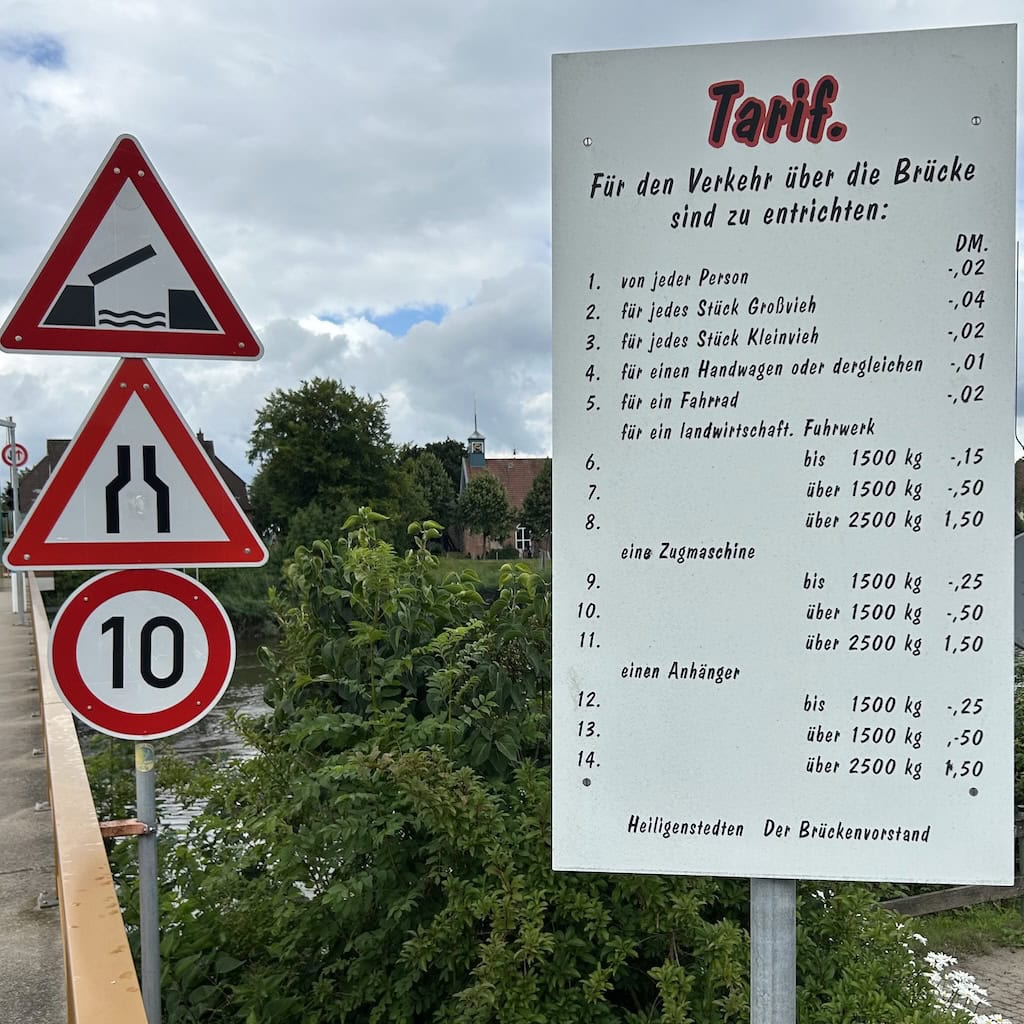 10
Tarif.
Für den Verkehr über die Brücke
sind zu entrichten:
DM.
1. von jeder Person -,02
2. für jedes Stück Großvieh -,04
3. für jedes Stück Kleinvieh -,02
4. für einen Handwagen oder dergleichen -,01
5. für ein Fahrrad -,02
für ein landwirtschaft. Fuhrwerk
6. bis 1500 kg -,15
7. über 1500 kg -,50
8. über 2500 kg 1,50
eine Zugmaschine
9. bis 1500 kg -,25
10. über 1500 kg -,50
11. über 2500 kg 1,50
einen Anhänger
12. bis 1500 kg -,25
13. über 1500 kg ,-50
14. über 2500 kg 1,50
Heiligenstedten Der Brückenvorstand